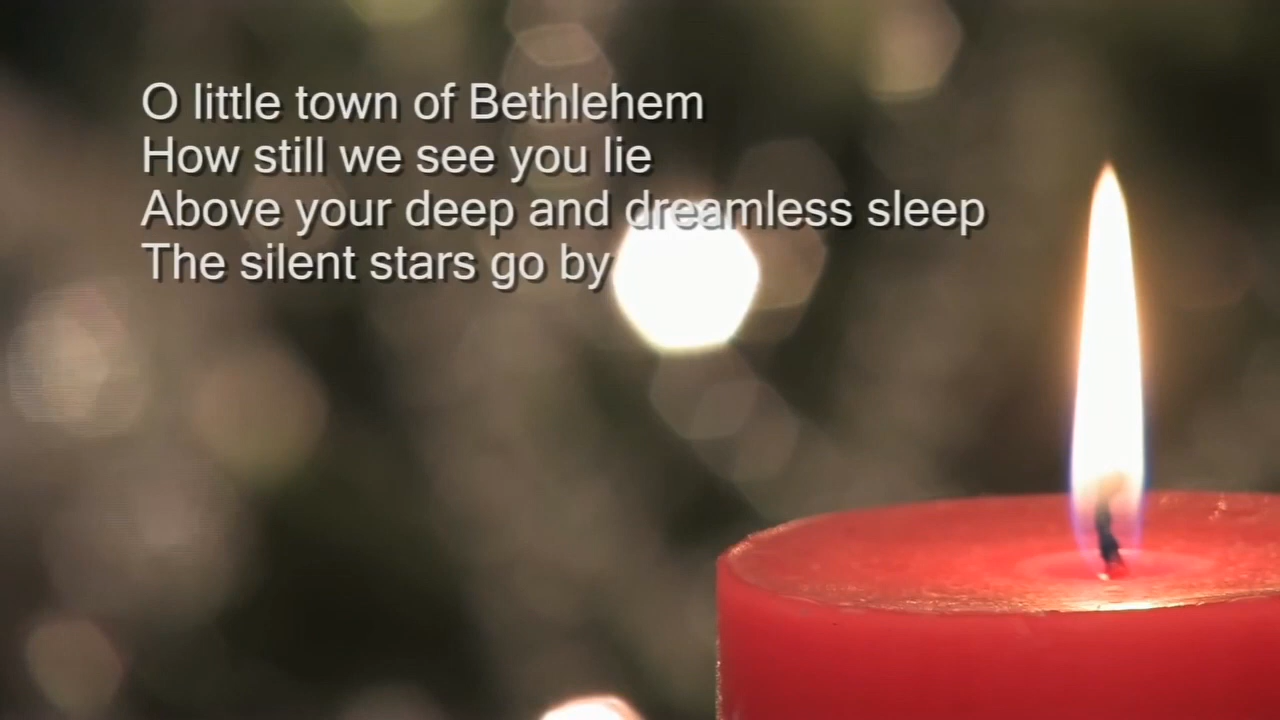 O little town of Bethlehem
How still we see you lie
Above your deep and dreamless sleep
The silent stars go by